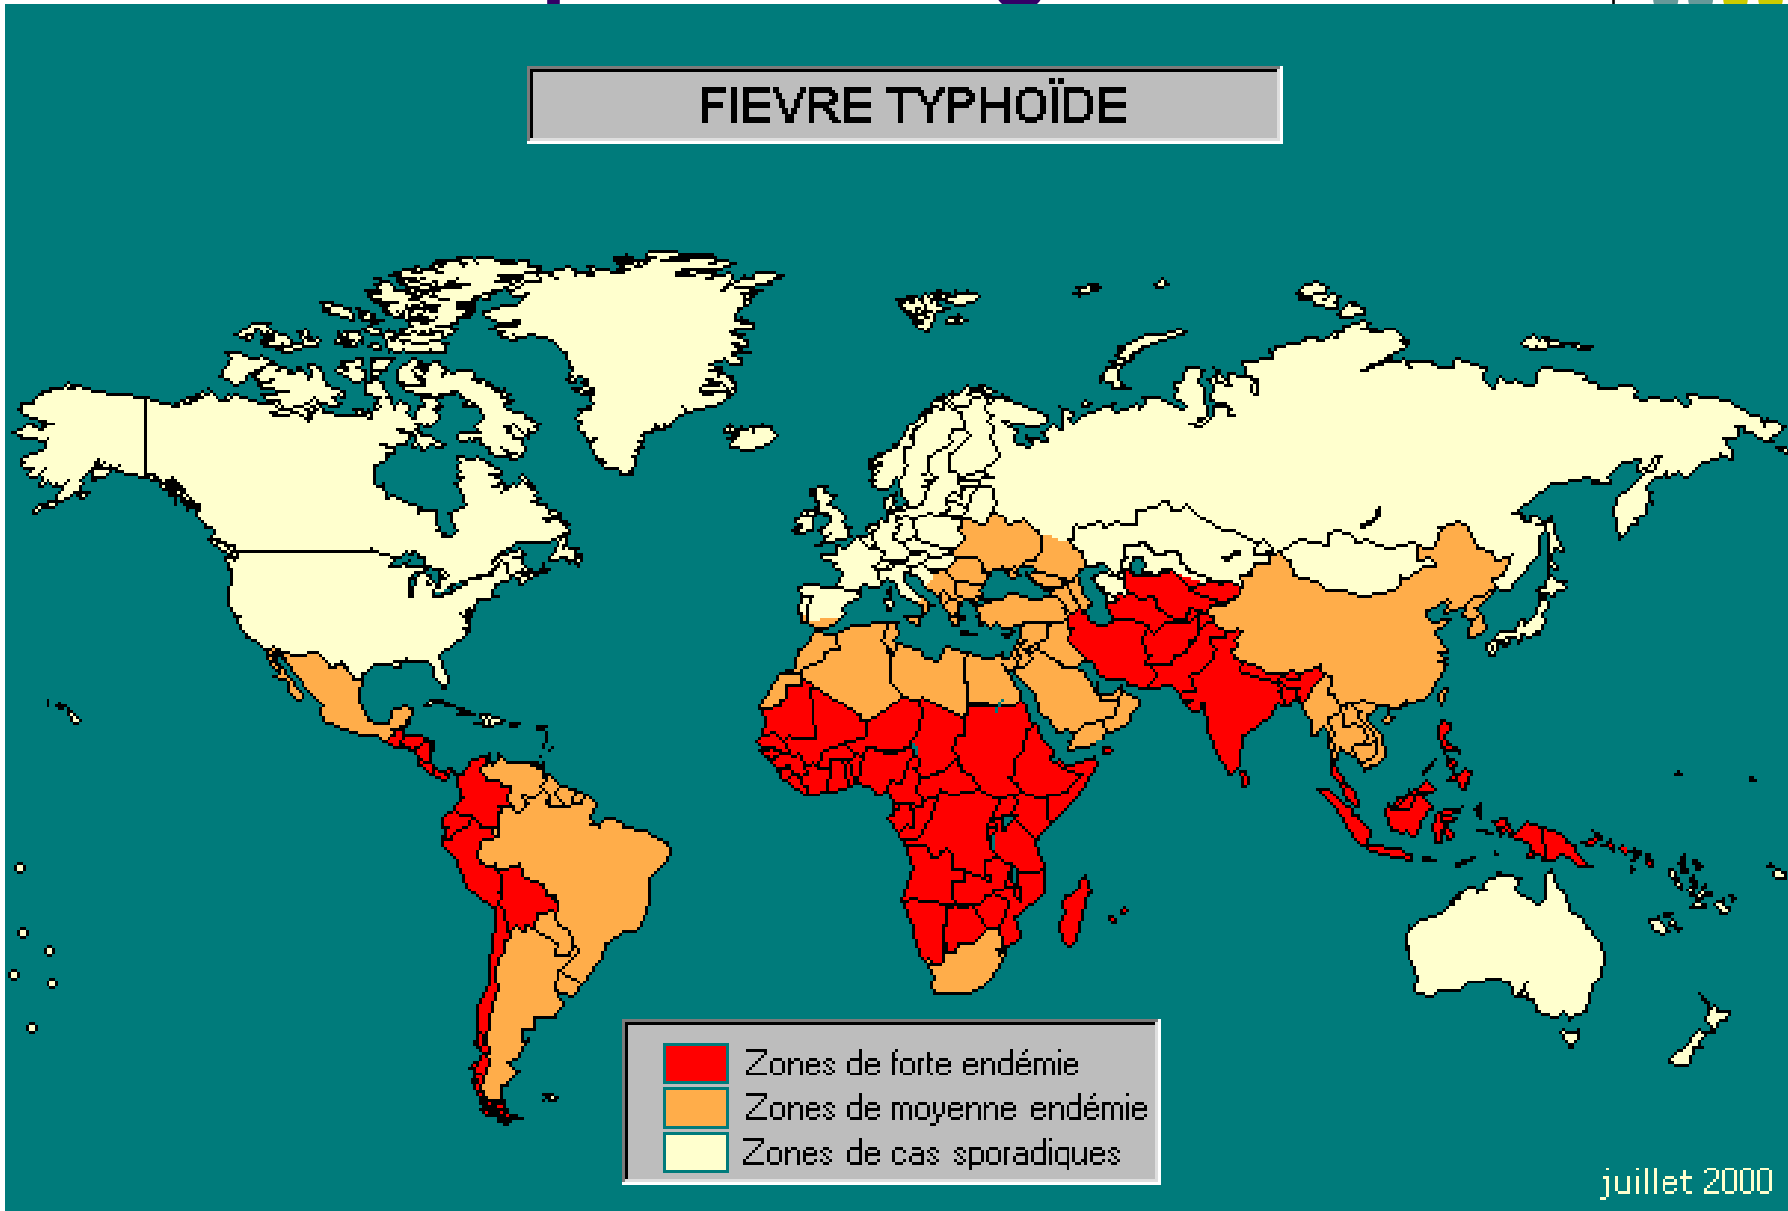 FIEVRE TYPHOÏDE
Zones de forte endémie
Zones de moyenne endémie
Zones de cas sporadiques
juillet 2000